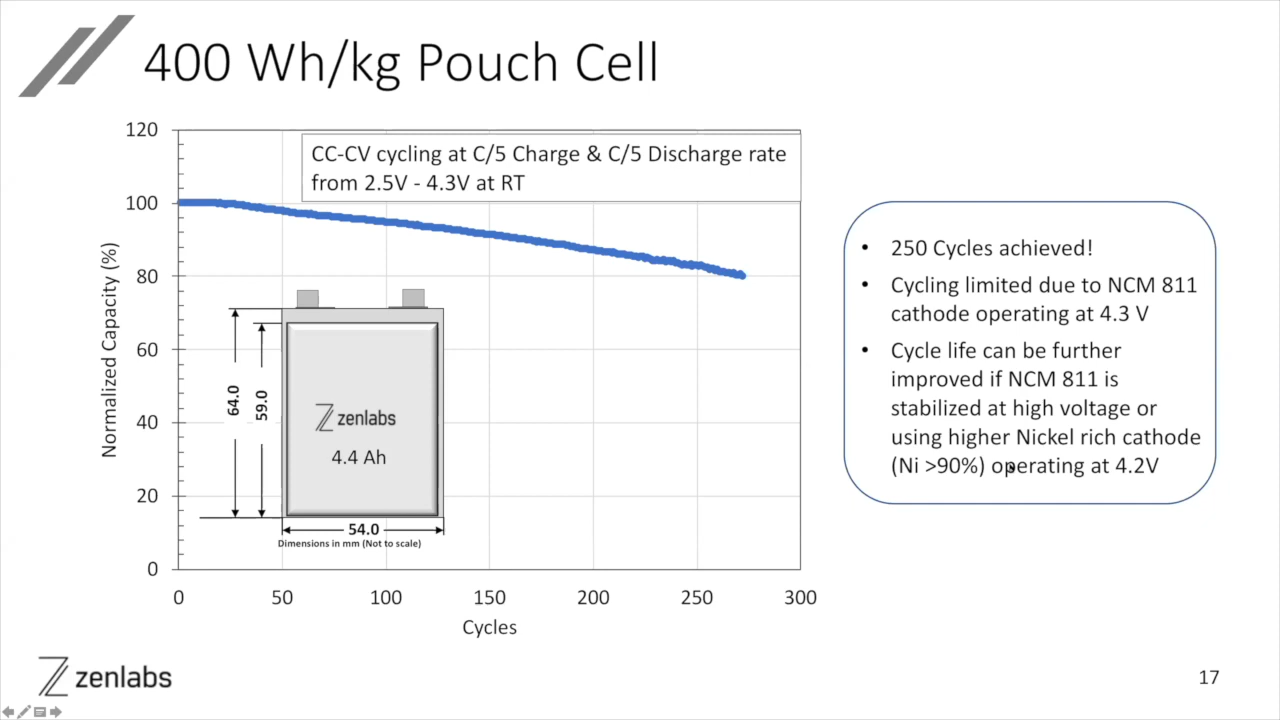 400 Wh/kg Pouch Cell
CC-CV cycling at C/5 Charge & C/5 Discharge rate
from 2.5V - 4.3V at RT
120
100
80
60
40
20
0
Normalized Capacity (%)
0
50
100
150
200
250
300
Cycles
64.0
59.0
zenlabs
4.4 Ah
54.0
Dimensions in mm (Not to scale)
• 250 Cycles achieved!
• Cycling limited due to NCM 811
cathode operating at 4.3 V
• Cycle life can be further
improved if NCM 811 is
stabilized at high voltage or
using higher Nickel rich cathode
(Ni >90%) operating at 4.2V
zenlabs
17